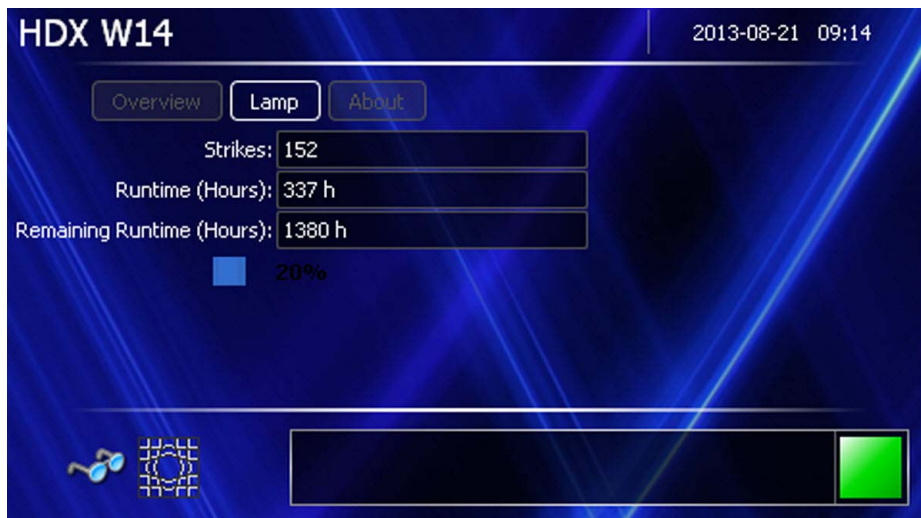 HDX W14
2013-08-21 09:14
Overview Lamp About
Strikes: 152
Runtime (Hours): 337 h
Remaining Runtime (Hours): 1380 h
20%